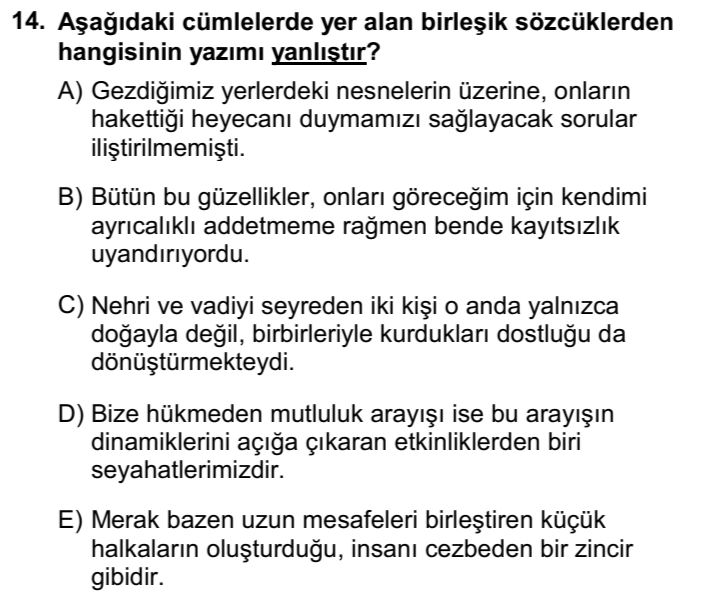 14. Aşağıdaki cümlelerde yer alan birleşik sözcüklerden
hangisinin yazımı yanlıştır?
A) Gezdiğimiz yerlerdeki nesnelerin üzerine, onların
hakettiği heyecanı duymamızı sağlayacak sorular
iliştirilmemişti.
B) Bütün bu güzellikler, onları göreceğim için kendimi
ayrıcalıklı addetmeme rağmen bende kayıtsızlık
uyandırıyordu.
C) Nehri ve vadiyi seyreden iki kişi o anda yalnızca
doğayla değil, birbirleriyle kurdukları dostluğu da
dönüştürmekteydi.
D) Bize hükmeden mutluluk arayışı ise bu arayışın
dinamiklerini açığa çıkaran etkinliklerden biri
seyahatlerimizdir.
E) Merak bazen uzun mesafeleri birleştiren küçük
halkaların oluşturduğu, insanı cezbeden bir zincir
gibidir.